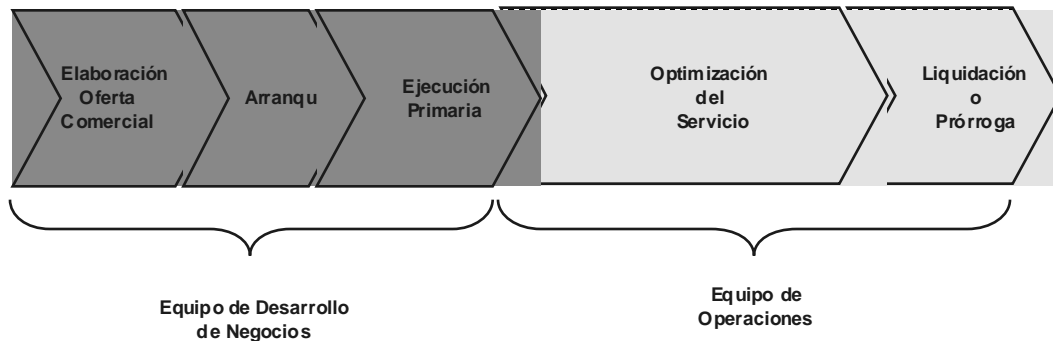 Elaboración
Oferta
Comercial
Arranqu
Ejecución
Primaria
Optimización
del
Servicio
Liquidación
o
Prórroga
Equipo de Desarrollo
de Negocios
Equipo de
Operaciones